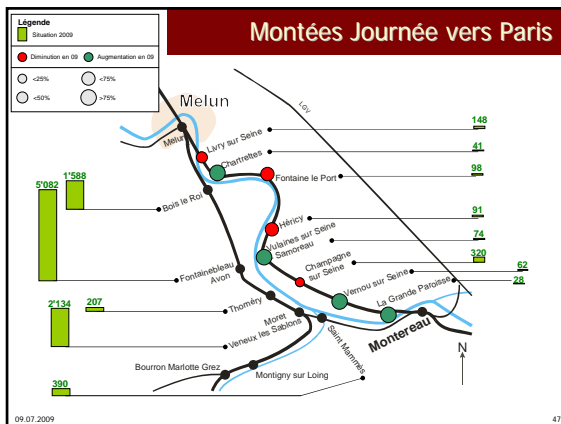 Légende
Situation 2009
Diminution en 09
Augmentation en 09
<25%
<75%
<50%
>75%
Montées Journée vers Paris
Melun
LGV
Melun
Livry sur Seine
148
Chartrettes
41
Fontaine le Port
98
1'588
5'082
Bois le Roi
Héricy
91
Vulaines sur Seine
Samoreau
74
320
Champagne
sur Seine
62
Vernou sur Seine
28
La Grande Paroisse
Fontainebleau
Avon
2'134
207
Thoméry
Moret
Veneux les Sablons
Saint Mammès
Montereau
N
Bourron Marlotte Grez
Montigny sur Loing
390
09.07.2009
47